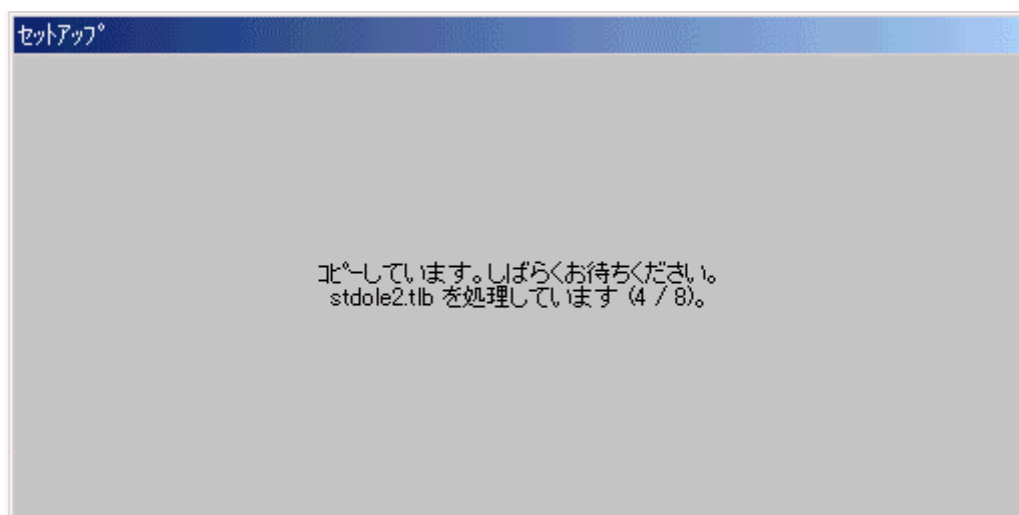 ｾｯﾄｱｯﾌﾟ
ｺﾋﾟｰしています。しばらくお待ちください。
stdole2.tlb を処理しています (4 / 8)。